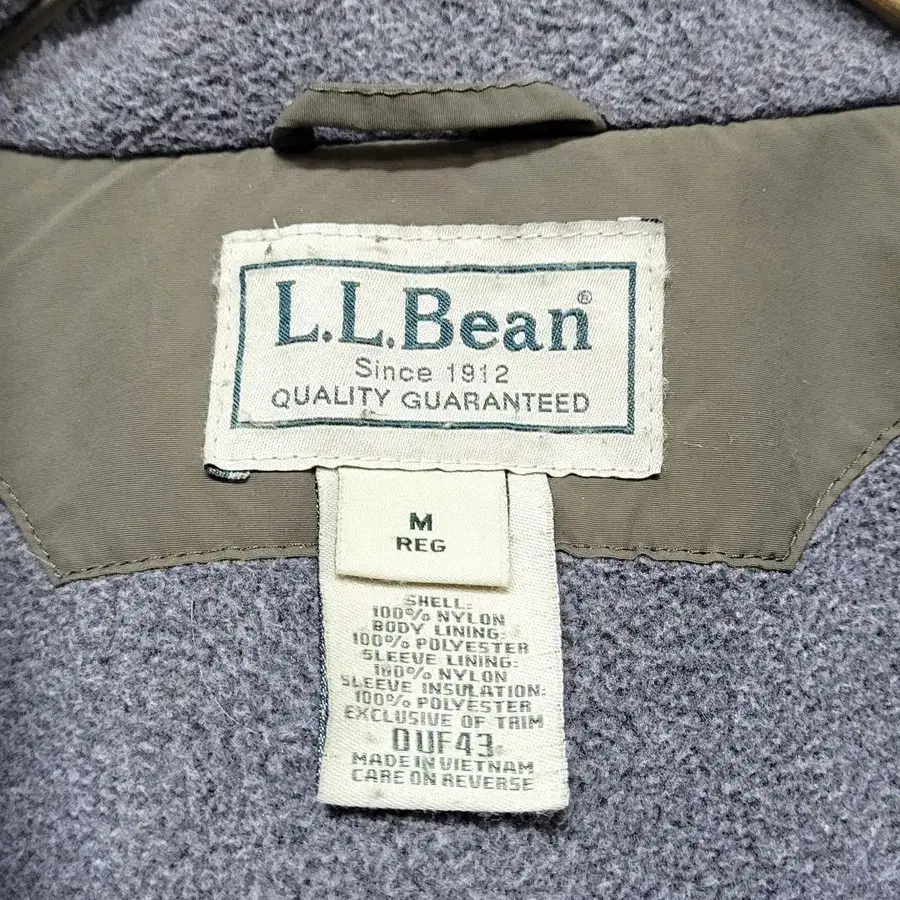 L.L.Bean®
Since 1912
QUALITY GUARANTEED
M
REG
SHELL:
100% NYLON
BODY LINING:
100% POLYESTER
SLEEVE LINING:
100% NYLON
SLEEVE INSULATION:
100% POLYESTER
EXCLUSIVE OF TRIM
0UF43
MADE IN VIETNAM
CARE ON REVERSE